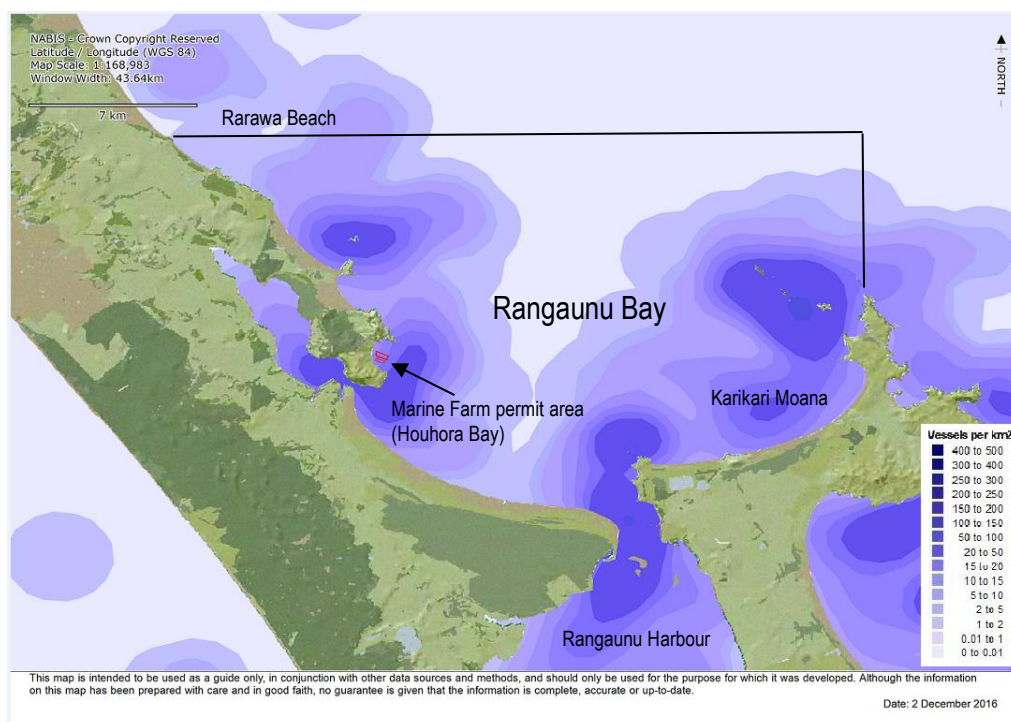 NABIS - Crown Copyright Reserved
Latitude / Longitude (WGS 84)
Map Scale: 1:168,983
Window Width: 43.64km
7 km
NORTH
Rarawa Beach
Rangaunu Bay
Karikari Moana
Marine Farm permit area
(Houhora Bay)
Rangaunu Harbour
Vessels per km2
400 to 500
300 to 400
250 to 300
200 to 250
150 to 200
100 to 150
50 to 100
20 to 50
15 to 20
10 to 15
5 to 10
2 to 5
1 to 2
0.01 to 1
0 to 0.01
This map is intended to be used as a guide only, in conjunction with other data sources and methods, and should only be used for the purpose for which it was developed. Although the information
on this map has been prepared with care and in good faith, no guarantee is given that the information is complete, accurate or up-to-date.
Date: 2 December 2016